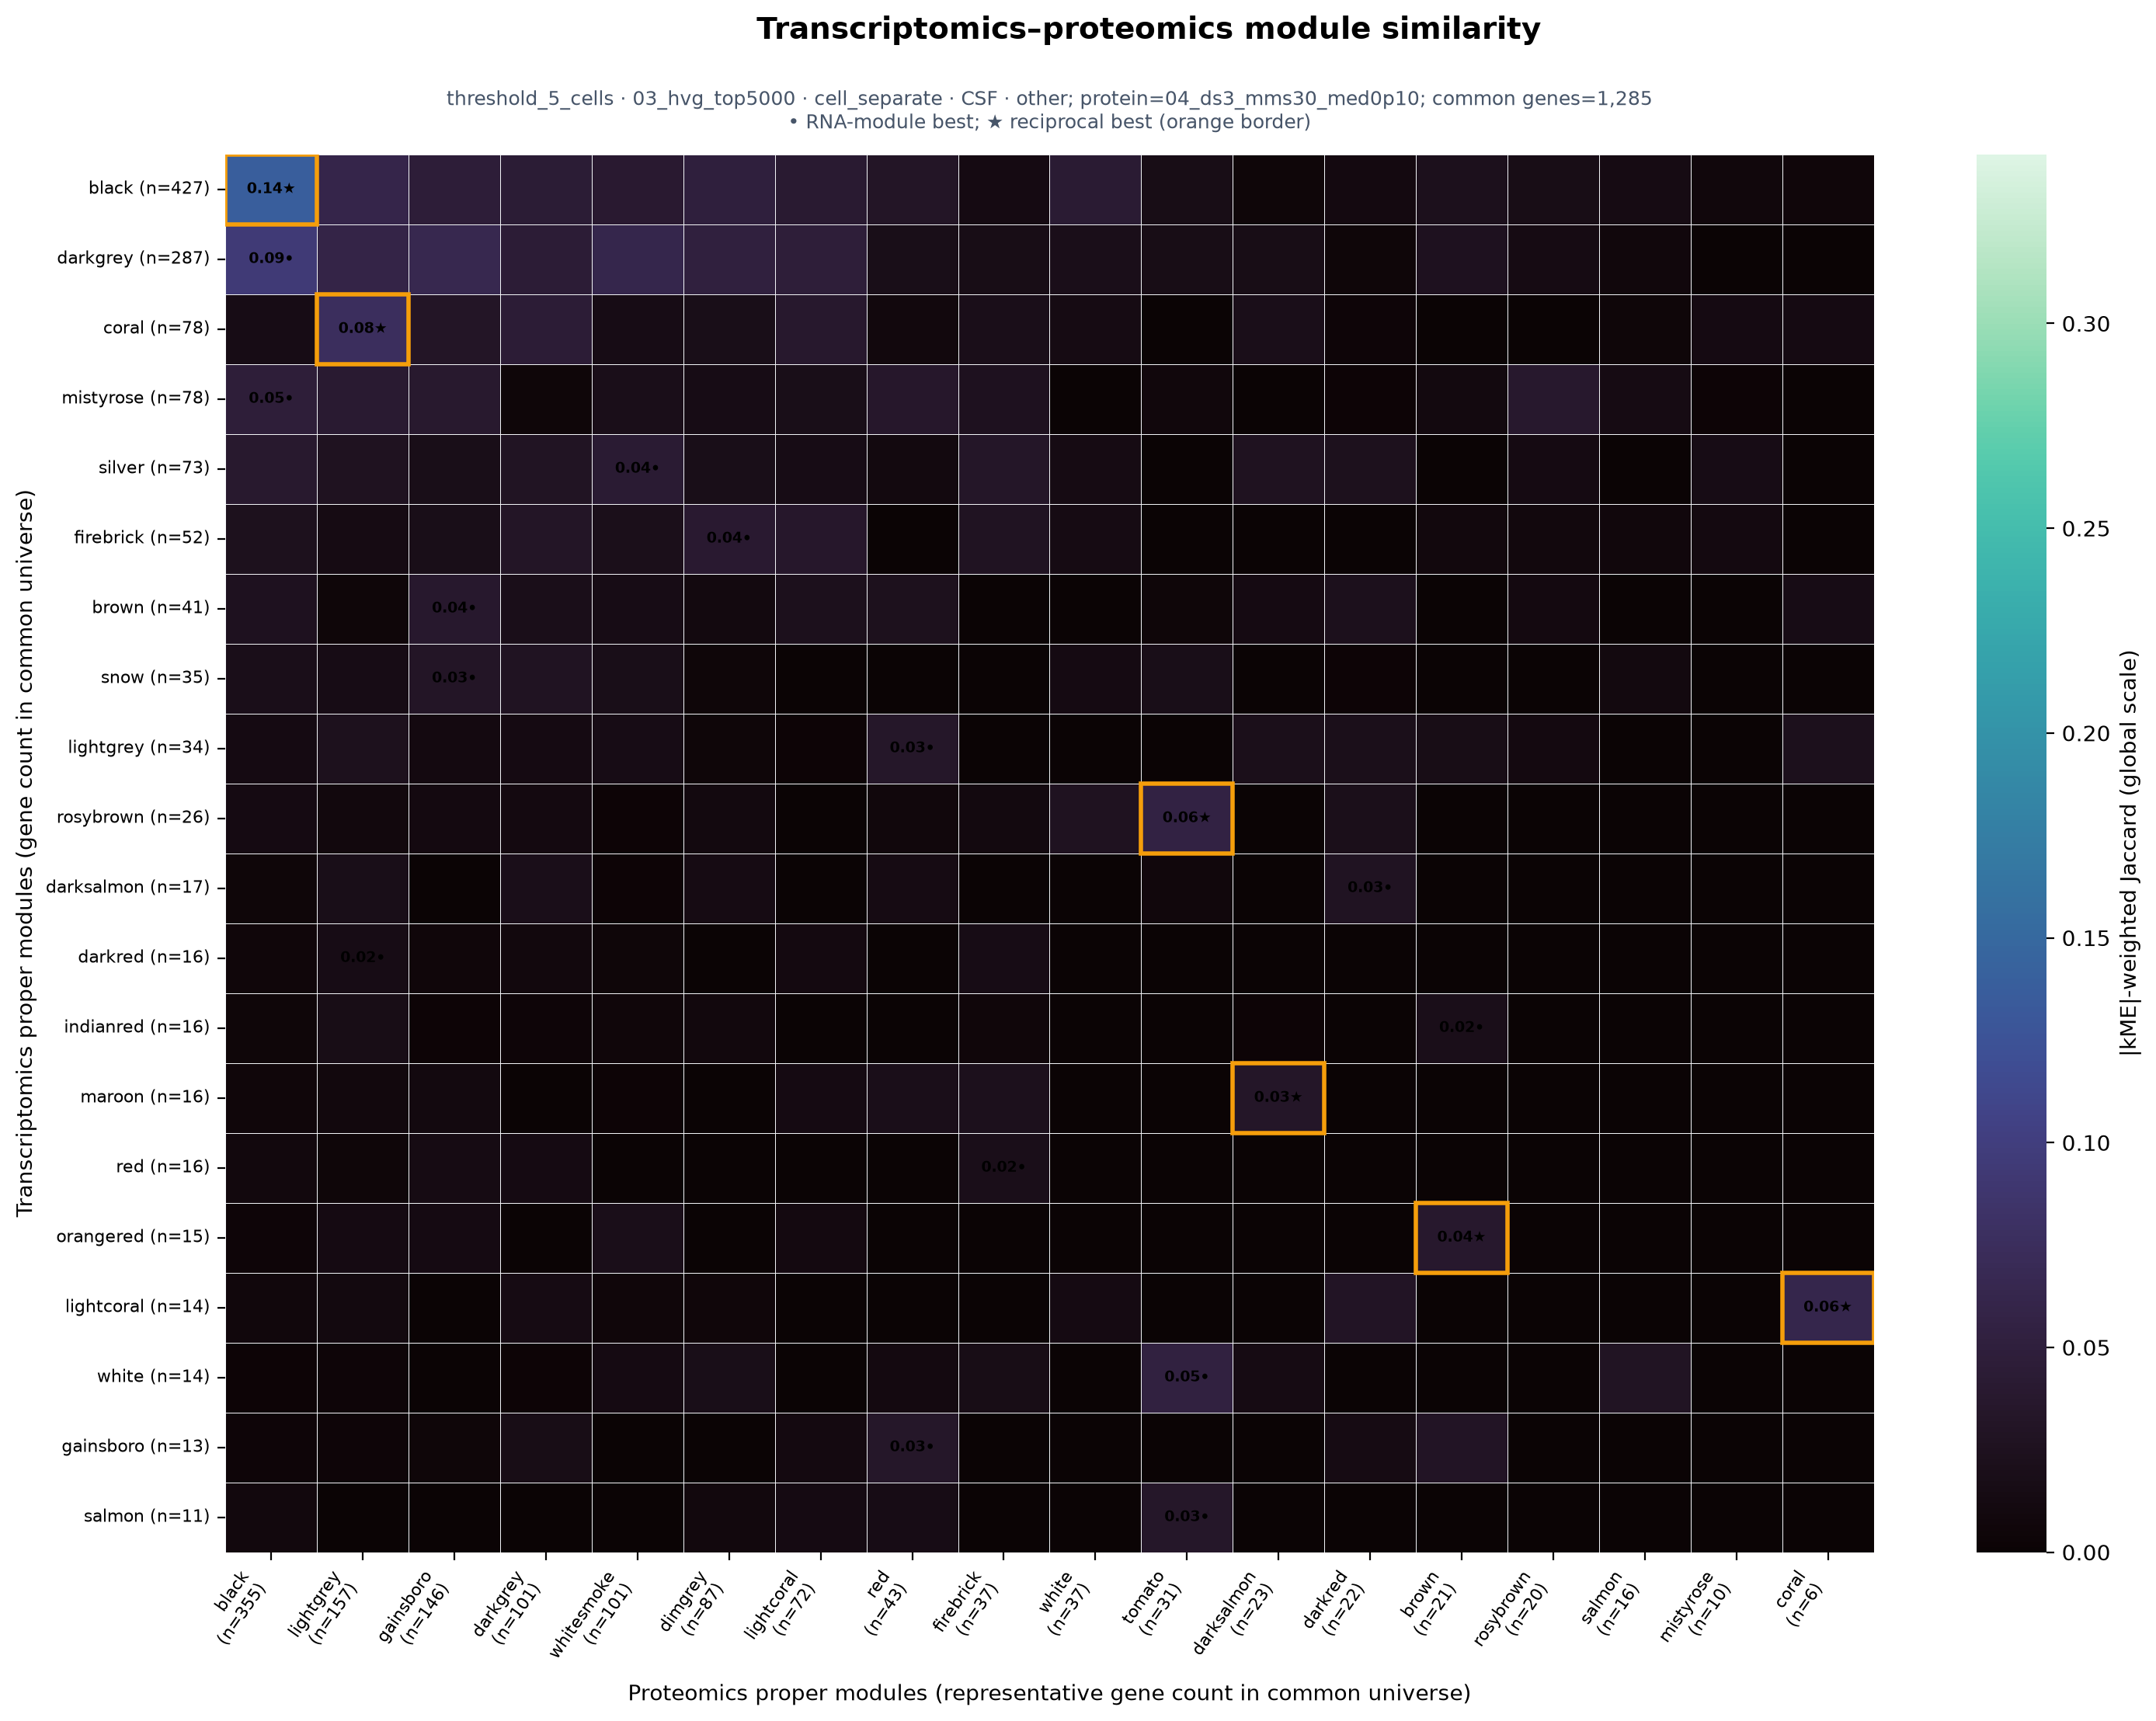 Transcriptomics–proteomics module similarity
threshold_5_cells · 03_hvg_top5000 · cell_separate · CSF · other; protein=04_ds3_mms30_med0p10; common genes=1,285
• RNA-module best; ★ reciprocal best (orange border)
Transcriptomics proper modules (gene count in common universe)
black (n=427)
0.14★
darkgrey (n=287)
0.09•
coral (n=78)
0.08★
mistyrose (n=78)
0.05•
silver (n=73)
0.04•
firebrick (n=52)
0.04•
brown (n=41)
0.04•
snow (n=35)
0.03•
lightgrey (n=34)
0.03•
rosybrown (n=26)
0.06★
darksalmon (n=17)
0.03•
darkred (n=16)
0.02•
indianred (n=16)
0.02•
maroon (n=16)
0.03★
red (n=16)
0.02•
orangered (n=15)
0.04★
lightcoral (n=14)
0.06★
white (n=14)
0.05•
gainsboro (n=13)
0.03•
salmon (n=11)
0.03•
black
(n=355)
lightgrey
(n=157)
gainsboro
(n=146)
darkgrey
(n=101)
whitesmoke
(n=101)
dimgrey
(n=87)
lightcoral
(n=72)
red
(n=43)
firebrick
(n=37)
white
(n=37)
tomato
(n=31)
darksalmon
(n=23)
darkred
(n=22)
brown
(n=21)
rosybrown
(n=20)
salmon
(n=16)
mistyrose
(n=10)
coral
(n=6)
Proteomics proper modules (representative gene count in common universe)
0.30
0.25
0.20
0.15
0.10
0.05
0.00
|kME|-weighted Jaccard (global scale)